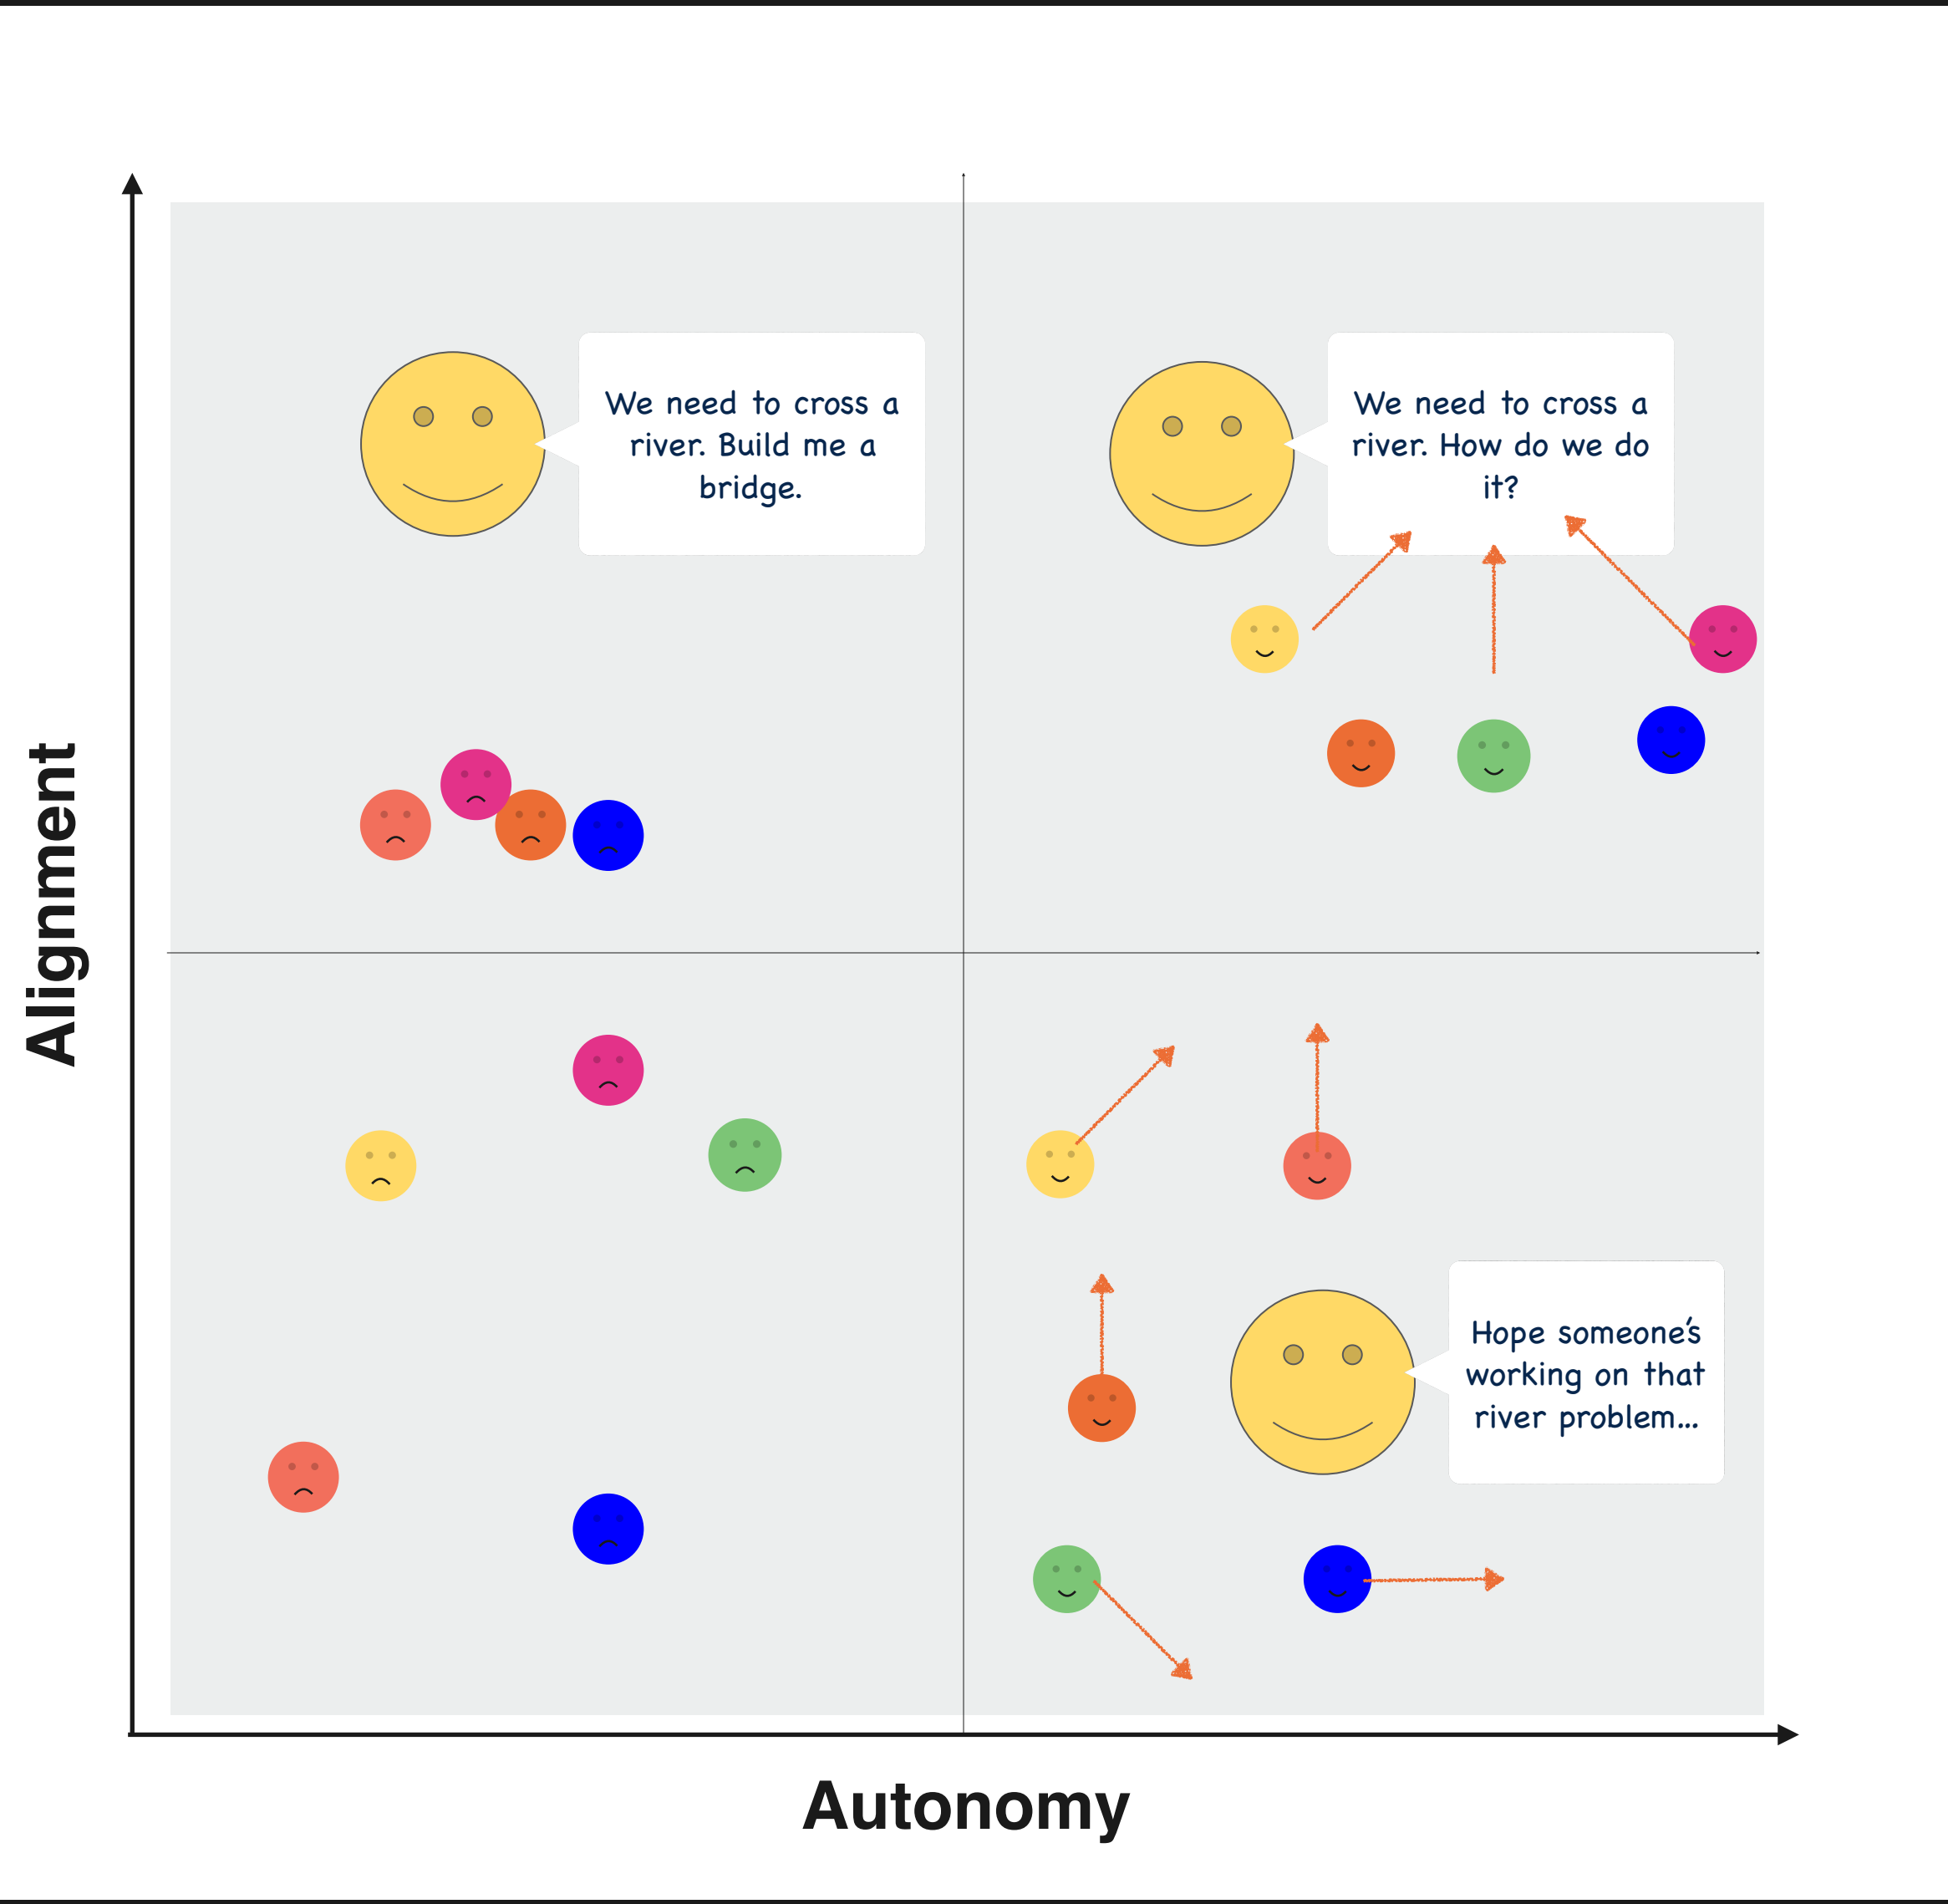 We need to cross a
river. Build me a
bridge.
We need to cross a
river. How do we do
it?
Alignment
Hope someone's
working on that
river problem...
Autonomy